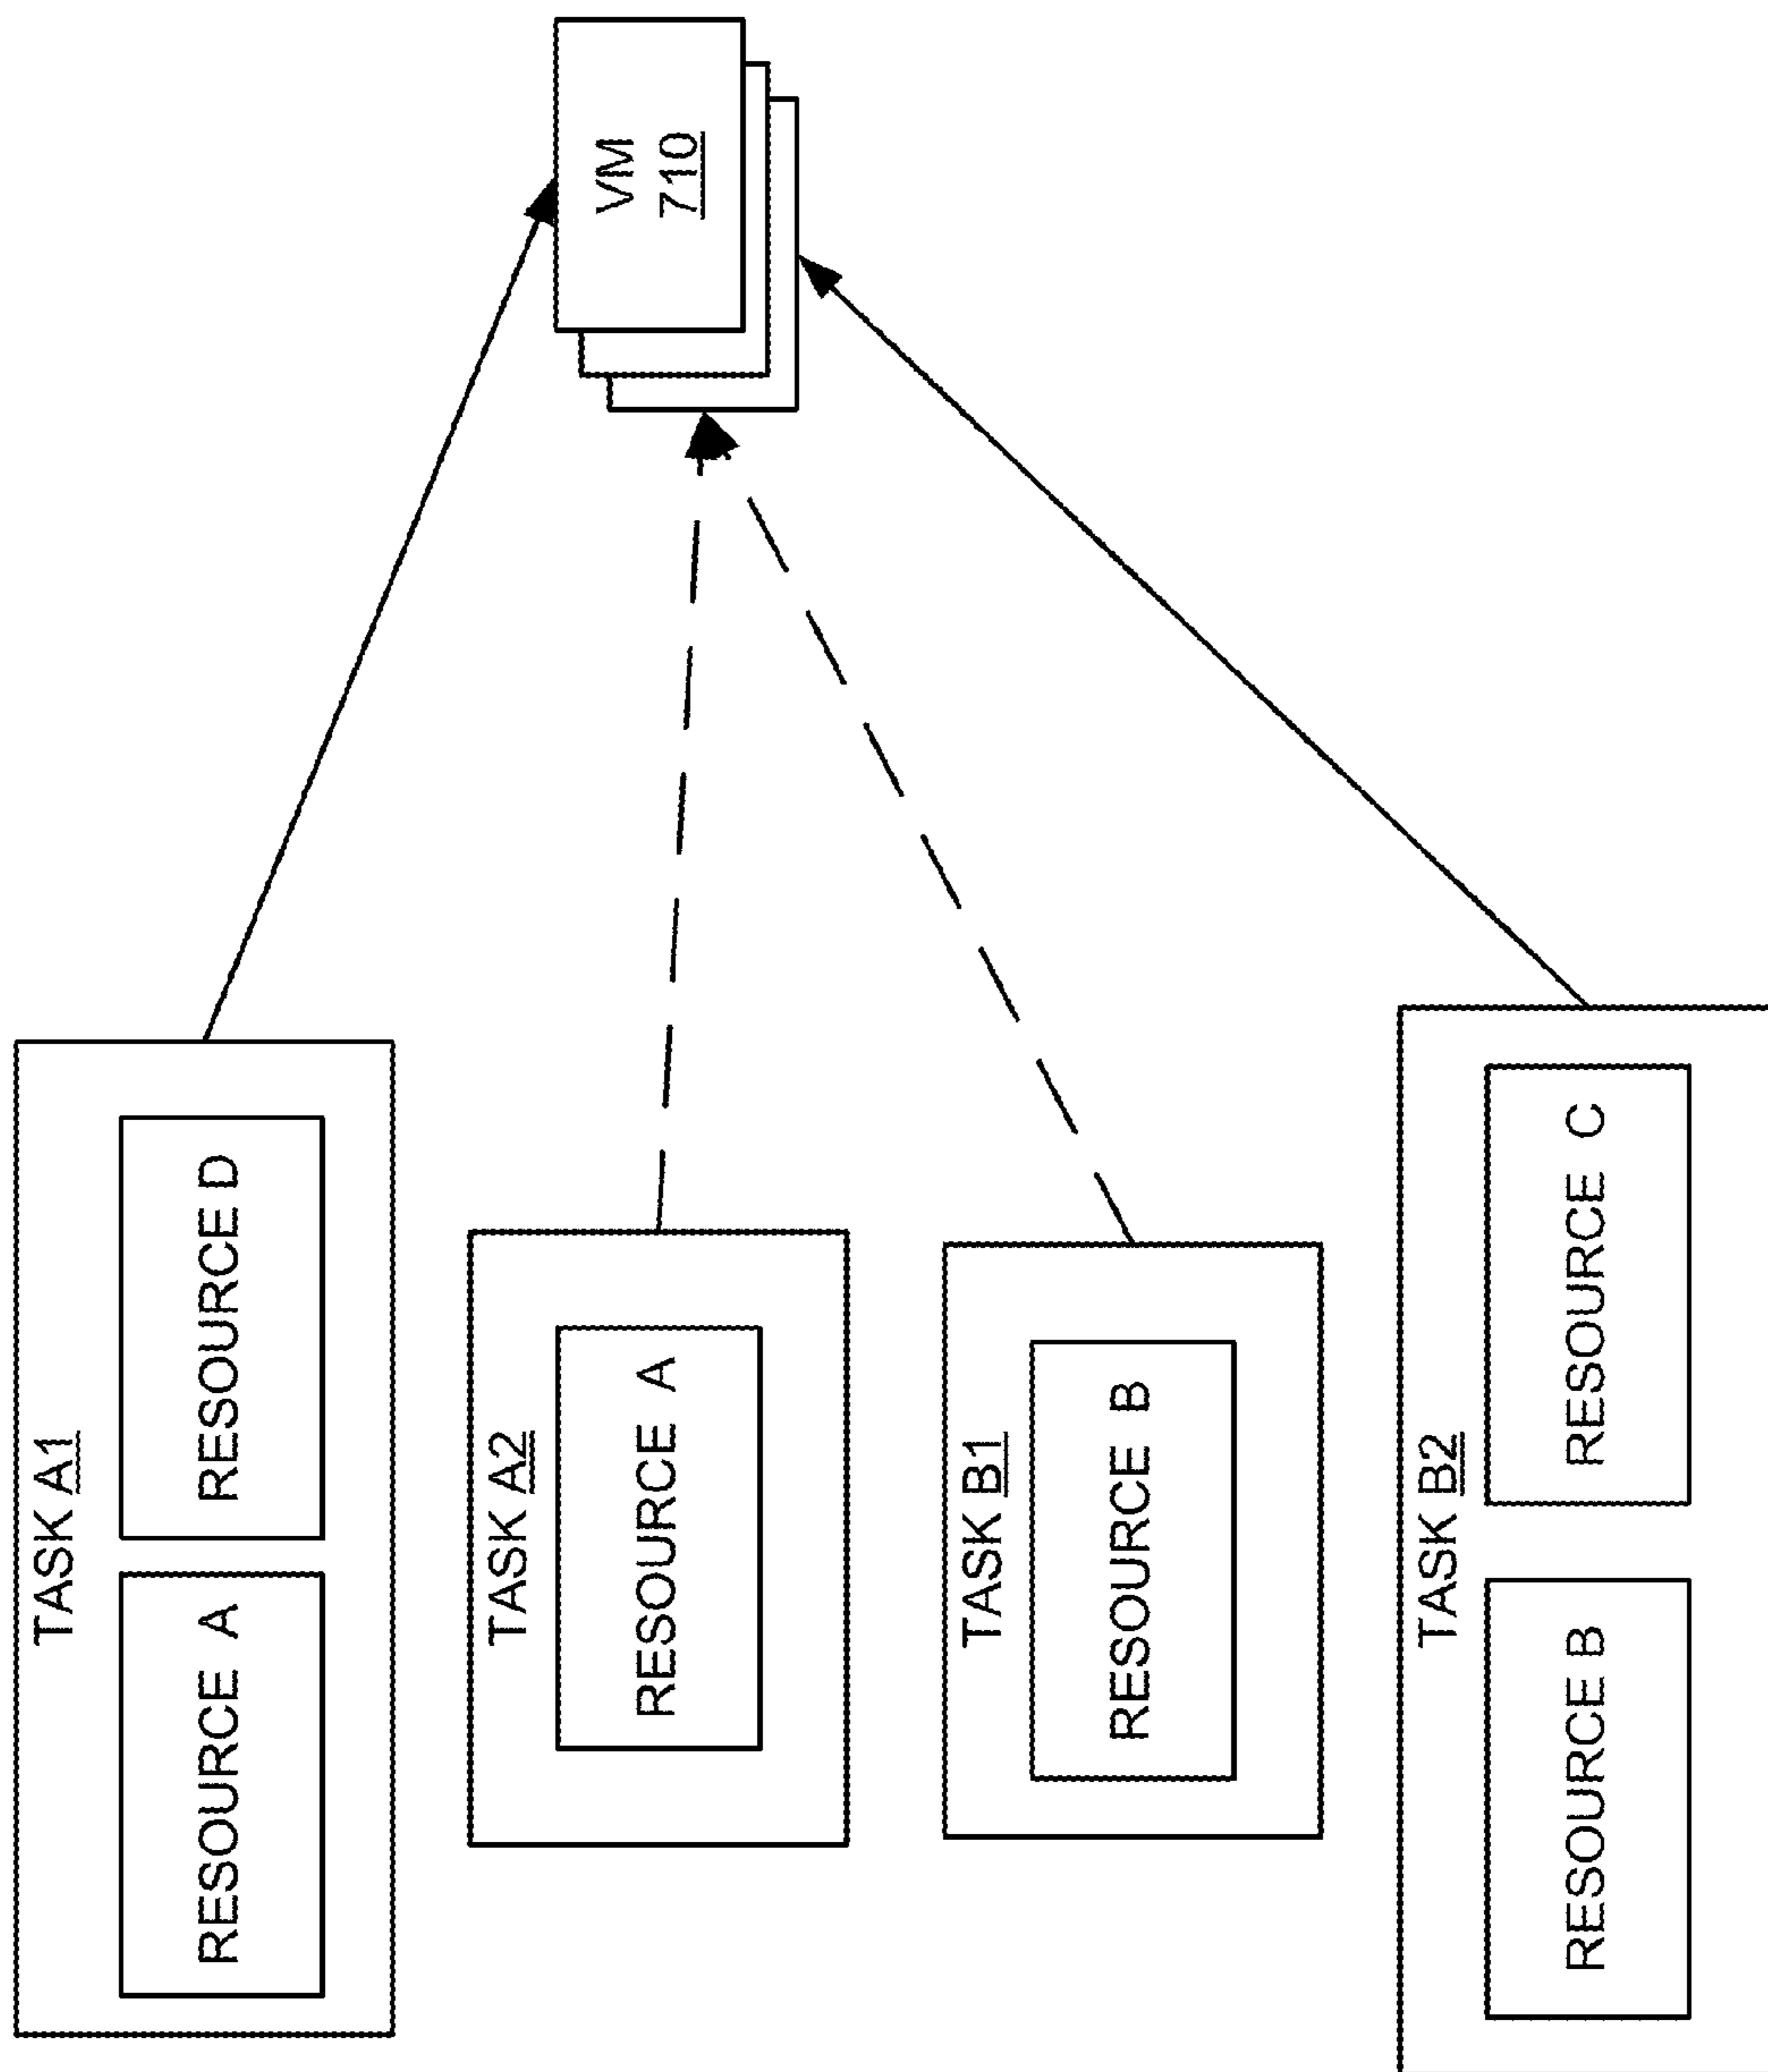 TASK A1
RESOURCE A
RESOURCE D
TASK A2
RESOURCE A
TASK B1
RESOURCE B
TASK B2
RESOURCE B
RESOURCE C
VM
710